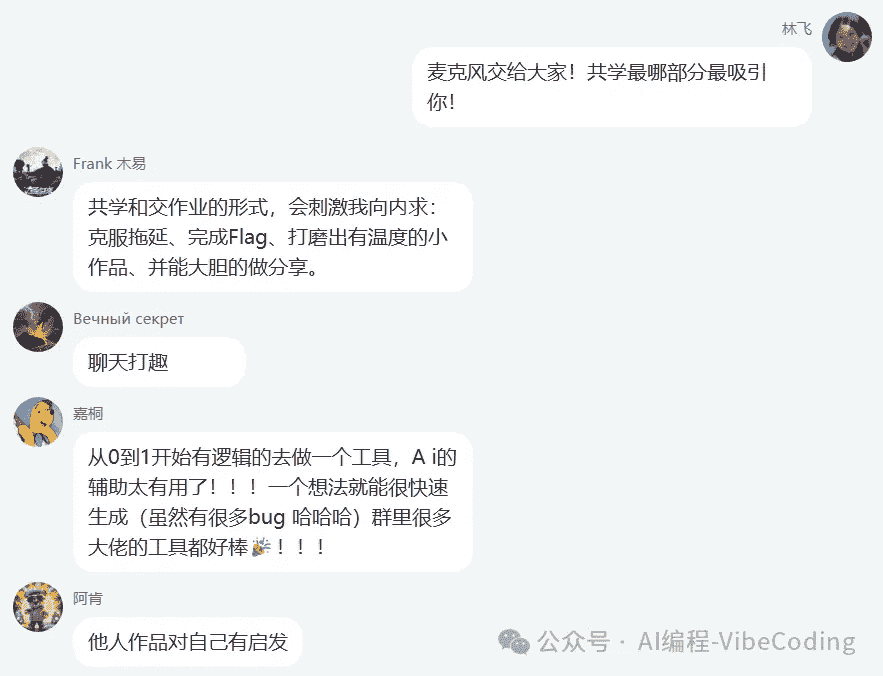 林飞
麦克风交给大家！共学最哪部分最吸引
你！
Frank 木易
共学和交作业的形式，会刺激我向内求：
克服拖延、完成Flag、打磨出有温度的小
作品、并能大胆的做分享。
Вечный секрет
聊天打趣
嘉桐
从0到1开始有逻辑的去做一个工具，A i的
辅助太有用了！！！一个想法就能很快速
生成（虽然有很多bug 哈哈哈）群里很多
大佬的工具都好棒🎉！！！
阿肯
他人作品对自己有启发
公众号 · AI编程-VibeCoding